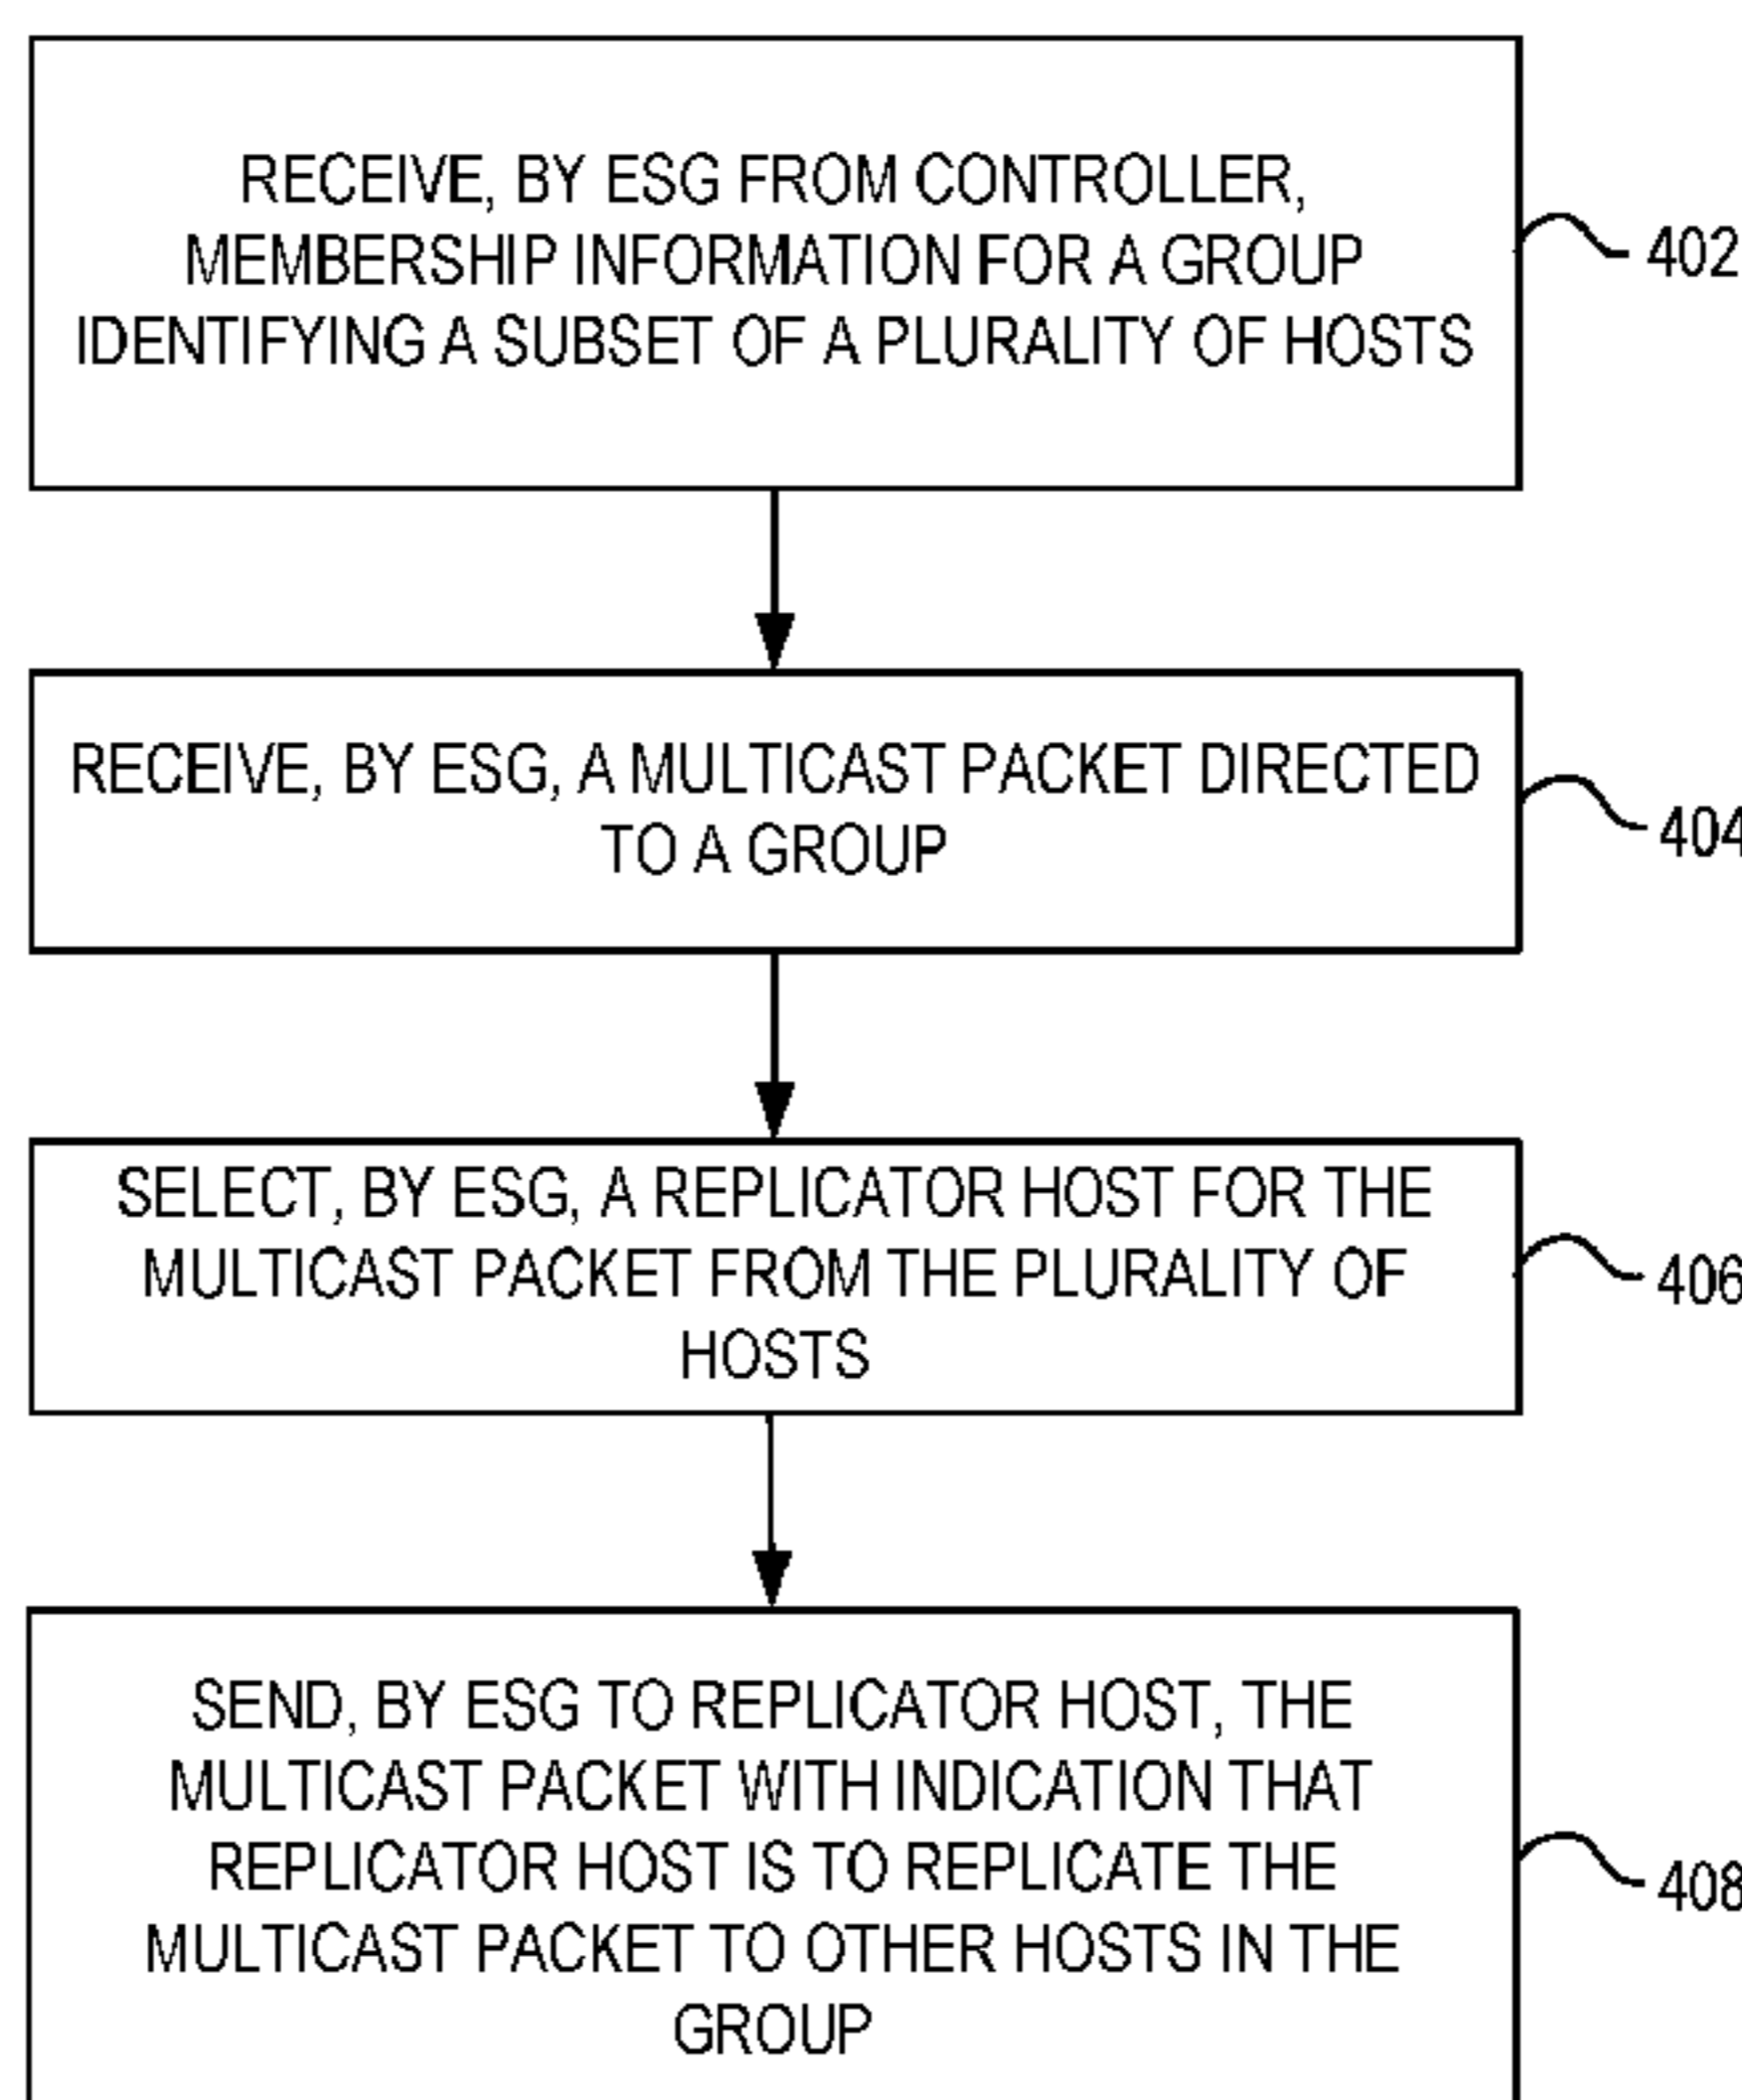 RECEIVE, BY ESG FROM CONTROLLER,
MEMBERSHIP INFORMATION FOR A GROUP
IDENTIFYING A SUBSET OF A PLURALITY OF HOSTS
402
RECEIVE, BY ESG, A MULTICAST PACKET DIRECTED
TO A GROUP
404
SELECT, BY ESG, A REPLICATOR HOST FOR THE
MULTICAST PACKET FROM THE PLURALITY OF
HOSTS
406
SEND, BY ESG TO REPLICATOR HOST, THE
MULTICAST PACKET WITH INDICATION THAT
REPLICATOR HOST IS TO REPLICATE THE
MULTICAST PACKET TO OTHER HOSTS IN THE
GROUP
408